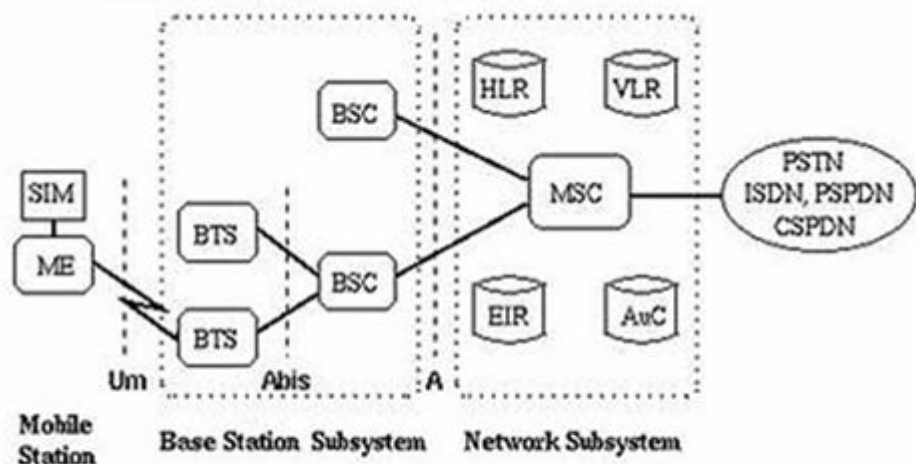 HLR
VLR
BSC
PSTN
ISDN, PSPDN
CSPDN
SIM
MSC
BTS
ME
BSC
EIR
AuC
BTS
Um
Abis
A
Mobile
Station
Base Station Subsystem
Network Subsystem